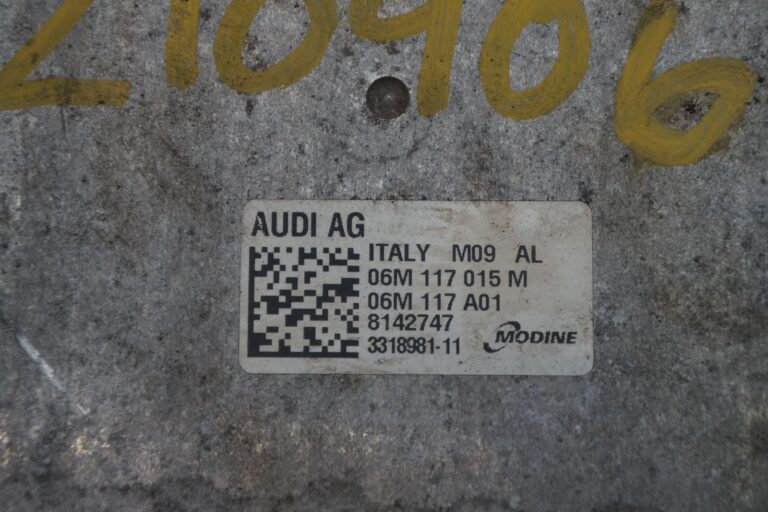 210906
AUDI AG
ITALY M09 AL
06M 117 015 M
06M 117 A01
8142747
3318981-11
MODINE